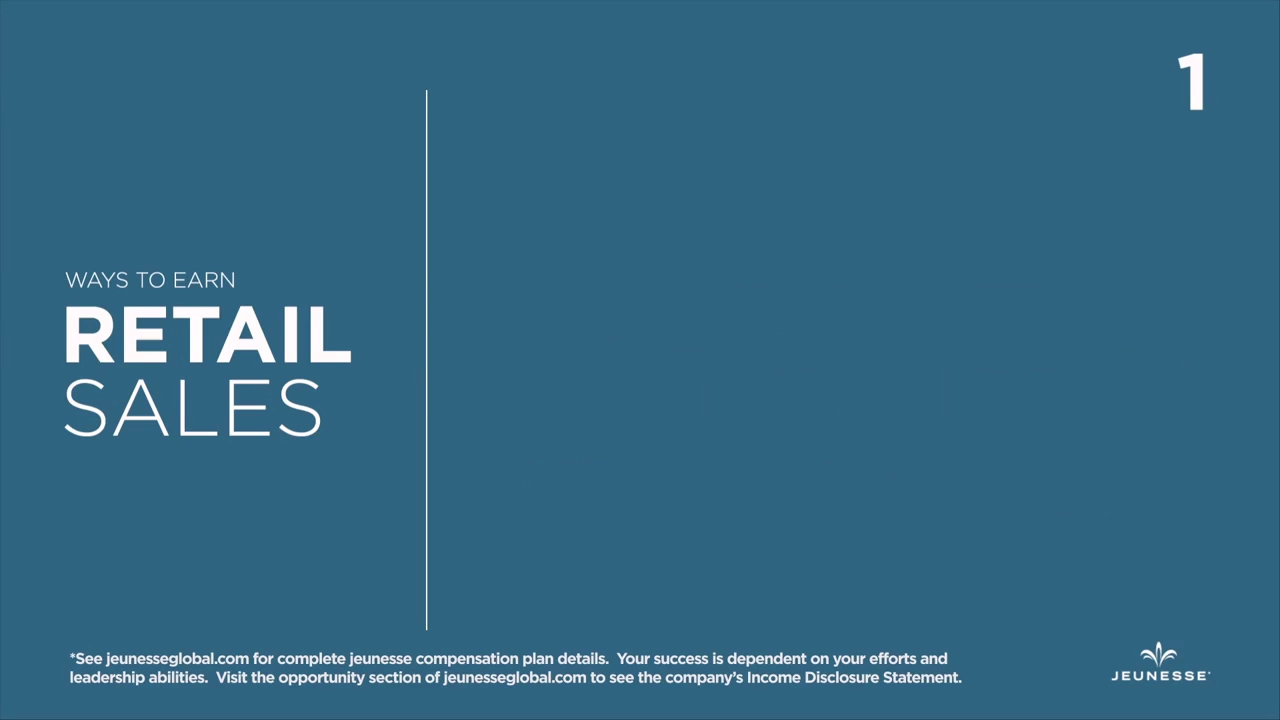 1
WAYS TO EARN
RETAIL
SALES
*See jeunesseglobal.com for complete jeunesse compensation plan details.  Your success is dependent on your efforts and
leadership abilities.  Visit the opportunity section of jeunesseglobal.com to see the company's Income Disclosure Statement.
JEUNESSE